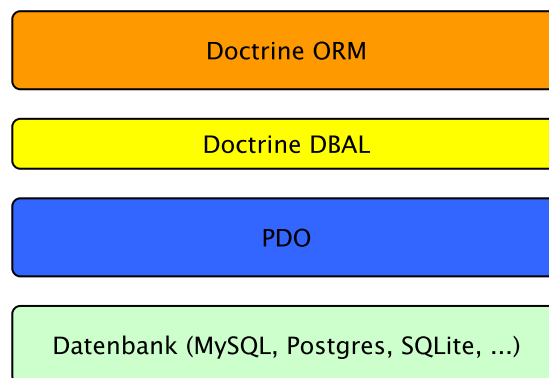 Doctrine ORM
Doctrine DBAL
PDO
Datenbank (MySQL, Postgres, SQLite, ...)